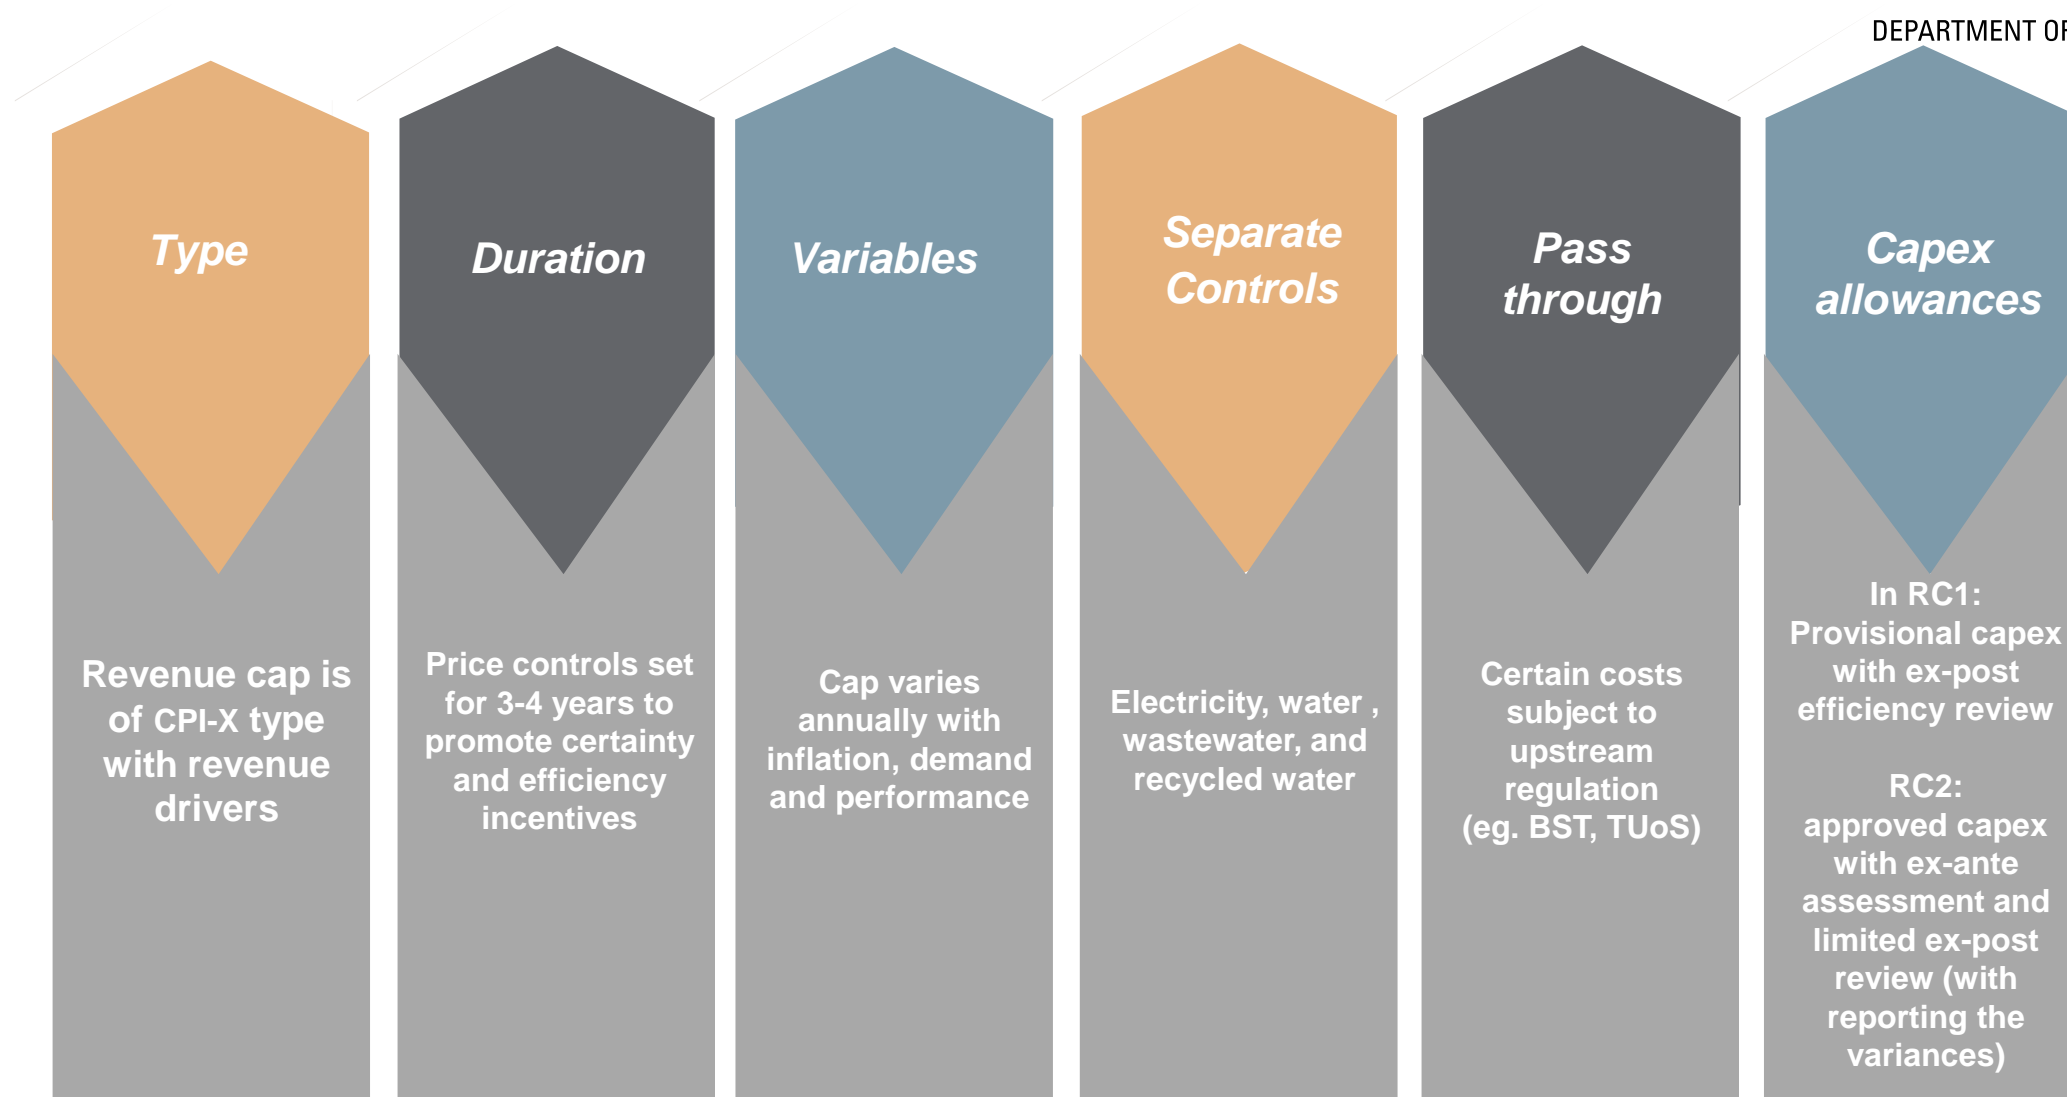 DEPARTMENT OF
Type
Revenue cap is
of CPI-X type
with revenue
drivers
Duration
Price controls set
for 3-4 years to
promote certainty
and efficiency
incentives
Variables
Cap varies
annually with
inflation, demand
and performance
Separate
Controls
Electricity, water ,
wastewater, and
recycled water
Pass
through
Certain costs
subject to
upstream
regulation
(eg. BST, TUoS)
Capex
allowances
In RC1:
Provisional capex
with ex-post
efficiency review
RC2:
approved capex
with ex-ante
assessment and
limited ex-post
review (with
reporting the
variances)